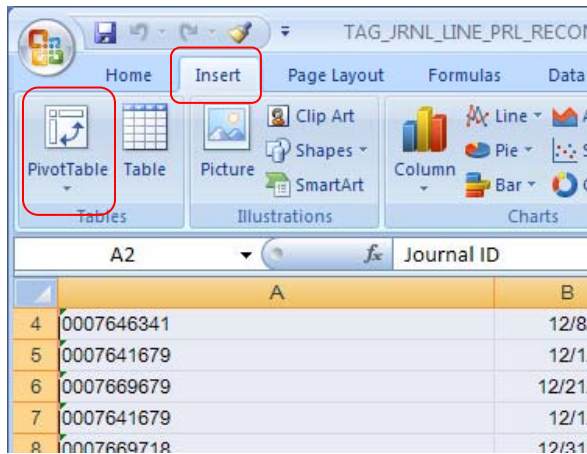 TAG_JRNL_LINE_PRL_RECON
Home Insert Page Layout Formulas Data
PivotTable Table Picture Clip Art Shapes SmartArt Column Line Pie Bar
Tables Illustrations Charts
A2 fx Journal ID
A B
4 0007646341 12/8
5 0007641679 12/1
6 0007669679 12/21
7 0007641679 12/1
8 0007669718 12/31